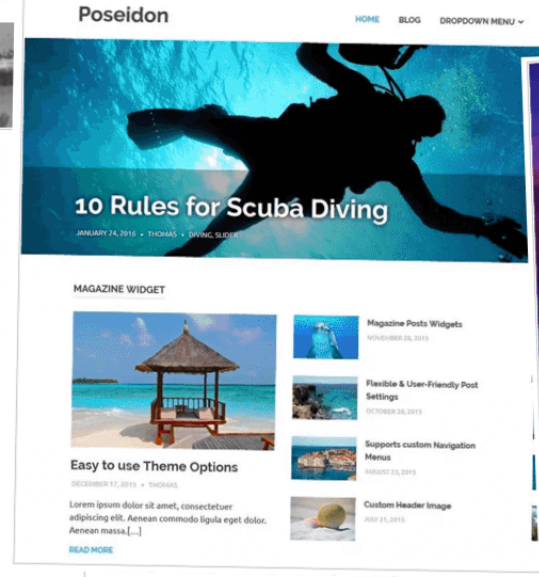 Poseidon
HOME BLOG DROPDOWN MENU
10 Rules for Scuba Diving
JANUARY 24, 2016 • THOMAS • DIVING, SLIDER
MAGAZINE WIDGET
Easy to use Theme Options
DECEMBER 17, 2015 • THOMAS
Lorem ipsum dolor sit amet, consectetuer
adipiscing elit. Aenean commodo ligula eget dolor.
Aenean massa.[...]
READ MORE
Magazine Posts Widgets
NOVEMBER 28, 2015
Flexible & User-Friendly Post
Settings
OCTOBER 28, 2015
Supports custom Navigation
Menus
AUGUST 23, 2015
Custom Header Image
JULY 21, 2015